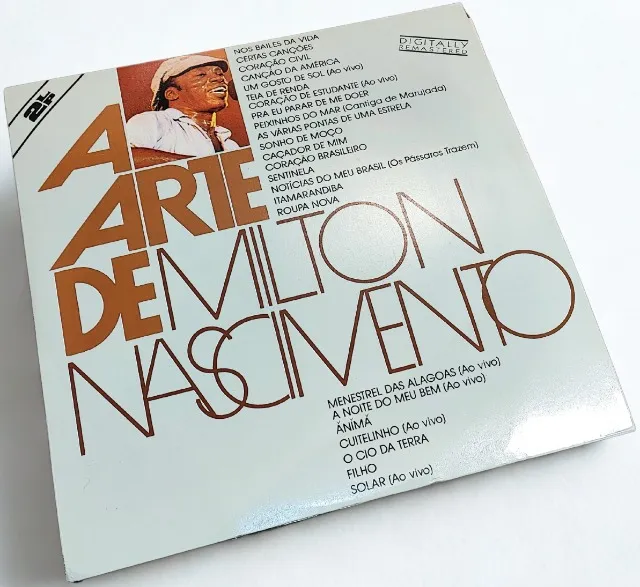 2 LP
NOS BAILES DA VIDA
CERTAS CANÇÕES
CORAÇÃO CIVIL
CANÇÃO DA AMÉRICA
UM GOSTO DE SOL (Ao vivo)
TEIA DE RENDA
CORAÇÃO DE ESTUDANTE (Ao vivo)
PRA EU PARAR DE ME DOER
PEIXINHOS DO MAR (Cantiga de Marujada)
AS VÁRIAS PONTAS DE UMA ESTRELA
SONHO DE MOÇO
CAÇADOR DE MIM
CORAÇÃO BRASILEIRO
SENTINELA
NOTÍCIAS DO MEU BRASIL (Os Pássaros Trazem)
ITAMARANDIBA
ROUPA NOVA
DIGITALLY
REMASTERED
A
ARTE
DE MILTON
NASCIMENTO
MENESTREL DAS ALAGOAS (Ao vivo)
A NOITE DO MEU BEM (Ao vivo)
ÂNIMÃ
CUITELINHO (Ao vivo)
O CIO DA TERRA
FILHO
SOLAR (Ao vivo)